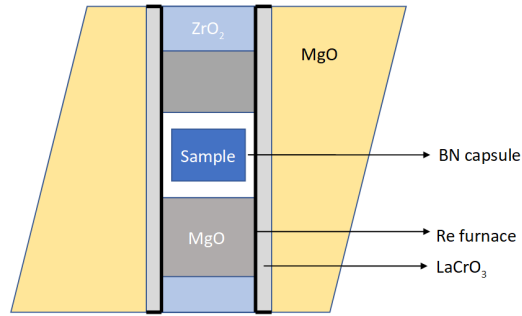 ZrO₂
MgO
Sample
BN capsule
MgO
Re furnace
LaCrO₃